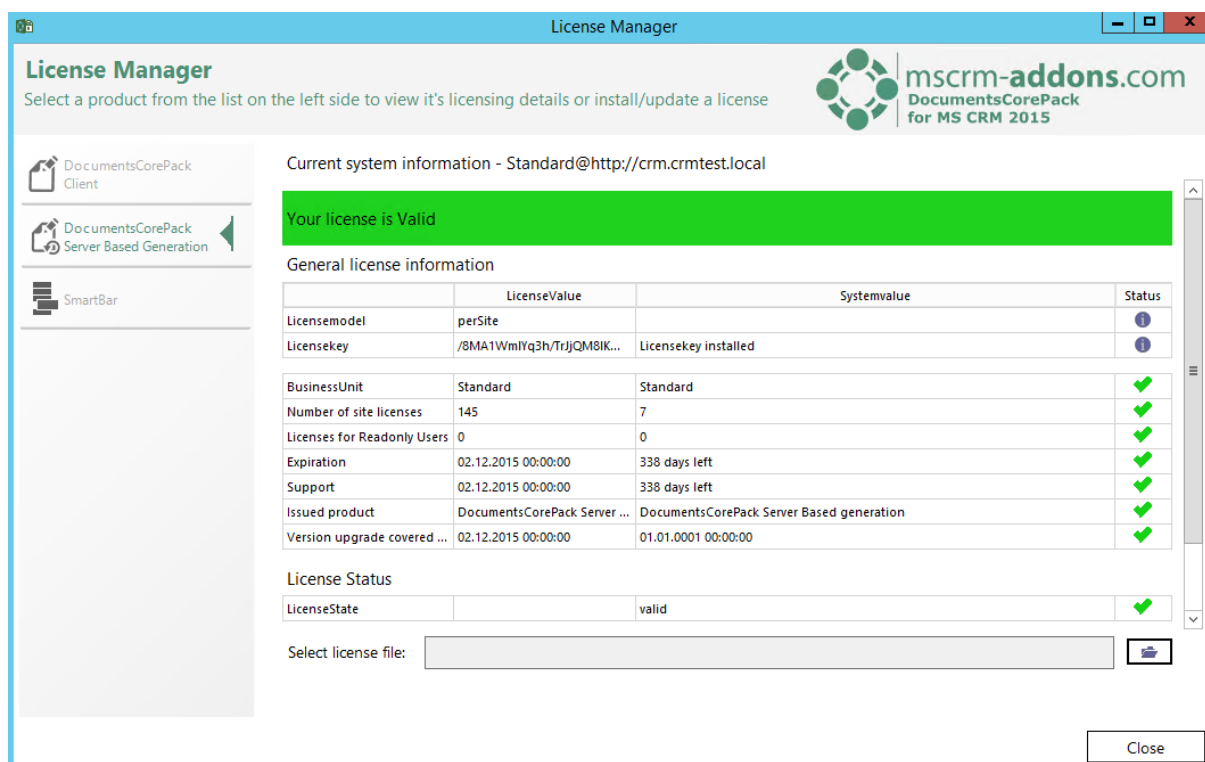 License Manager
License Manager
Select a product from the list on the left side to view it's licensing details or install/update a license
mscrm-addons.com
DocumentsCorePack
for MS CRM 2015
DocumentsCorePack
Client
DocumentsCorePack
Server Based Generation
SmartBar
Current system information - Standard@http://crm.crmtest.local
Your license is Valid
General license information
LicenseValue Systemvalue Status
Licensemodel perSite
Licensekey /8MA1WmlYq3h/TrJjQM8lK... Licensekey installed
BusinessUnit Standard Standard
Number of site licenses 145 7
Licenses for Readonly Users 0 0
Expiration 02.12.2015 00:00:00 338 days left
Support 02.12.2015 00:00:00 338 days left
Issued product DocumentsCorePack Server ... DocumentsCorePack Server Based generation
Version upgrade covered ... 02.12.2015 00:00:00 01.01.0001 00:00:00
License Status
LicenseState valid
Select license file:
Close